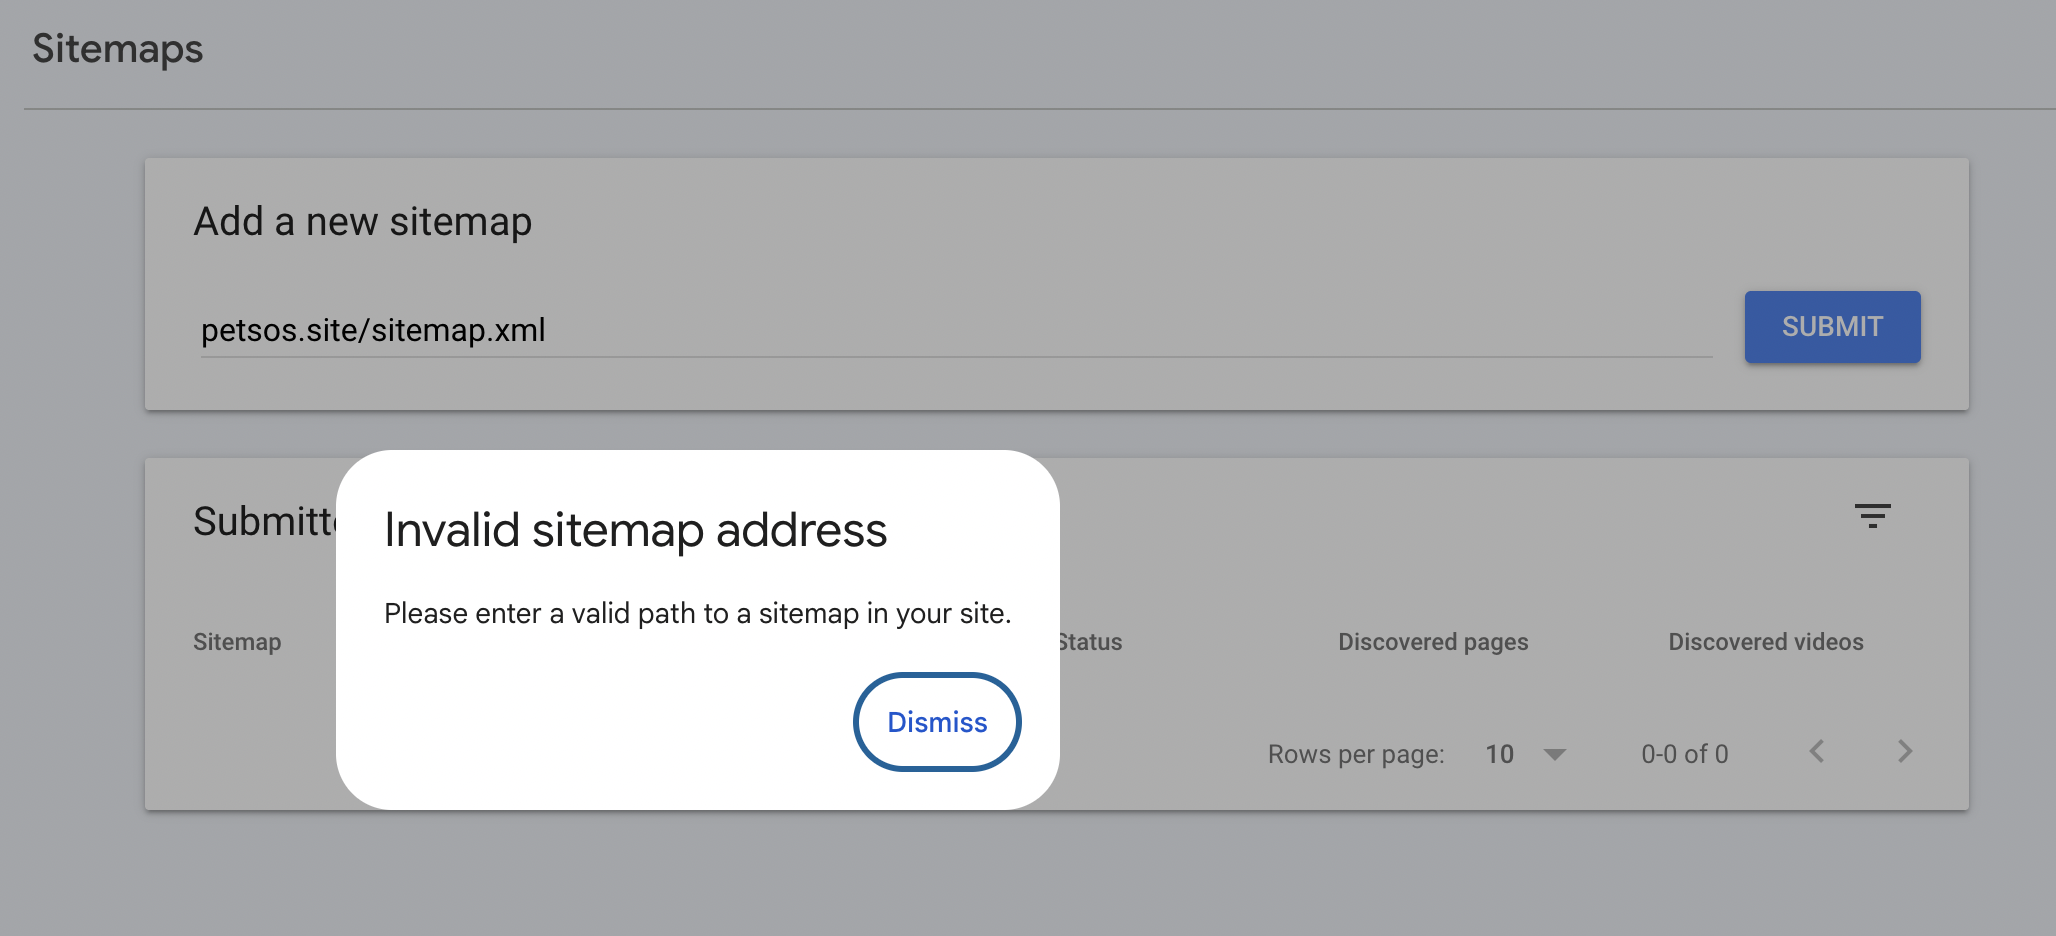 Sitemaps
Add a new sitemap
petsos.site/sitemap.xml
SUBMIT
Invalid sitemap address
Please enter a valid path to a sitemap in your site.
Dismiss
Sitemap
Status
Discovered pages
Discovered videos
Rows per page: 10
0-0 of 0